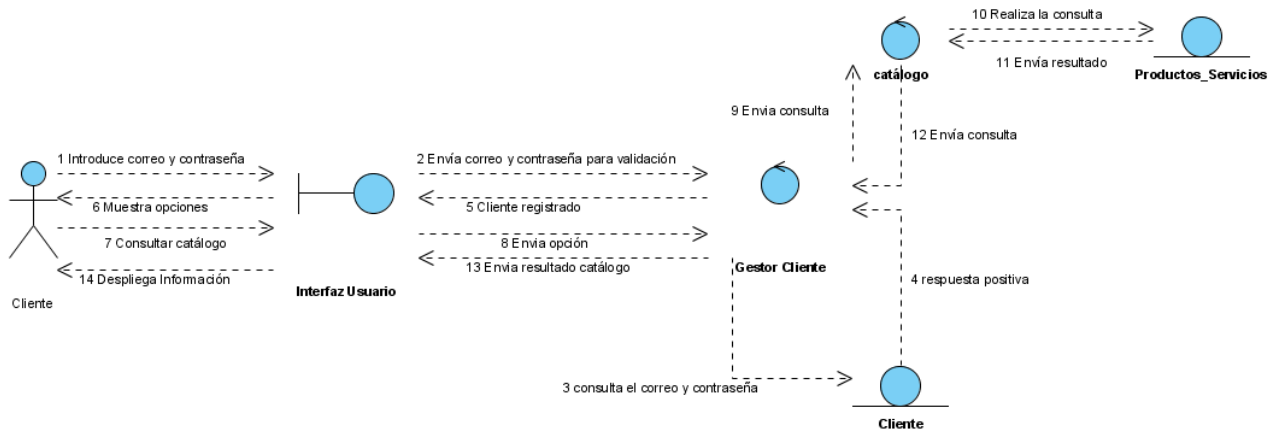 10 Realiza la consulta
11 Envía resultado
catálogo
Productos_Servicios
9 Envia consulta
12 Envía consulta
1 Introduce correo y contraseña
2 Envía correo y contraseña para validación
6 Muestra opciones
5 Cliente registrado
7 Consultar catálogo
8 Envia opción
14 Despliega Información
13 Envia resultado catálogo
Gestor Cliente
4 respuesta positiva
Interfaz Usuario
Cliente
3 consulta el correo y contraseña
Cliente